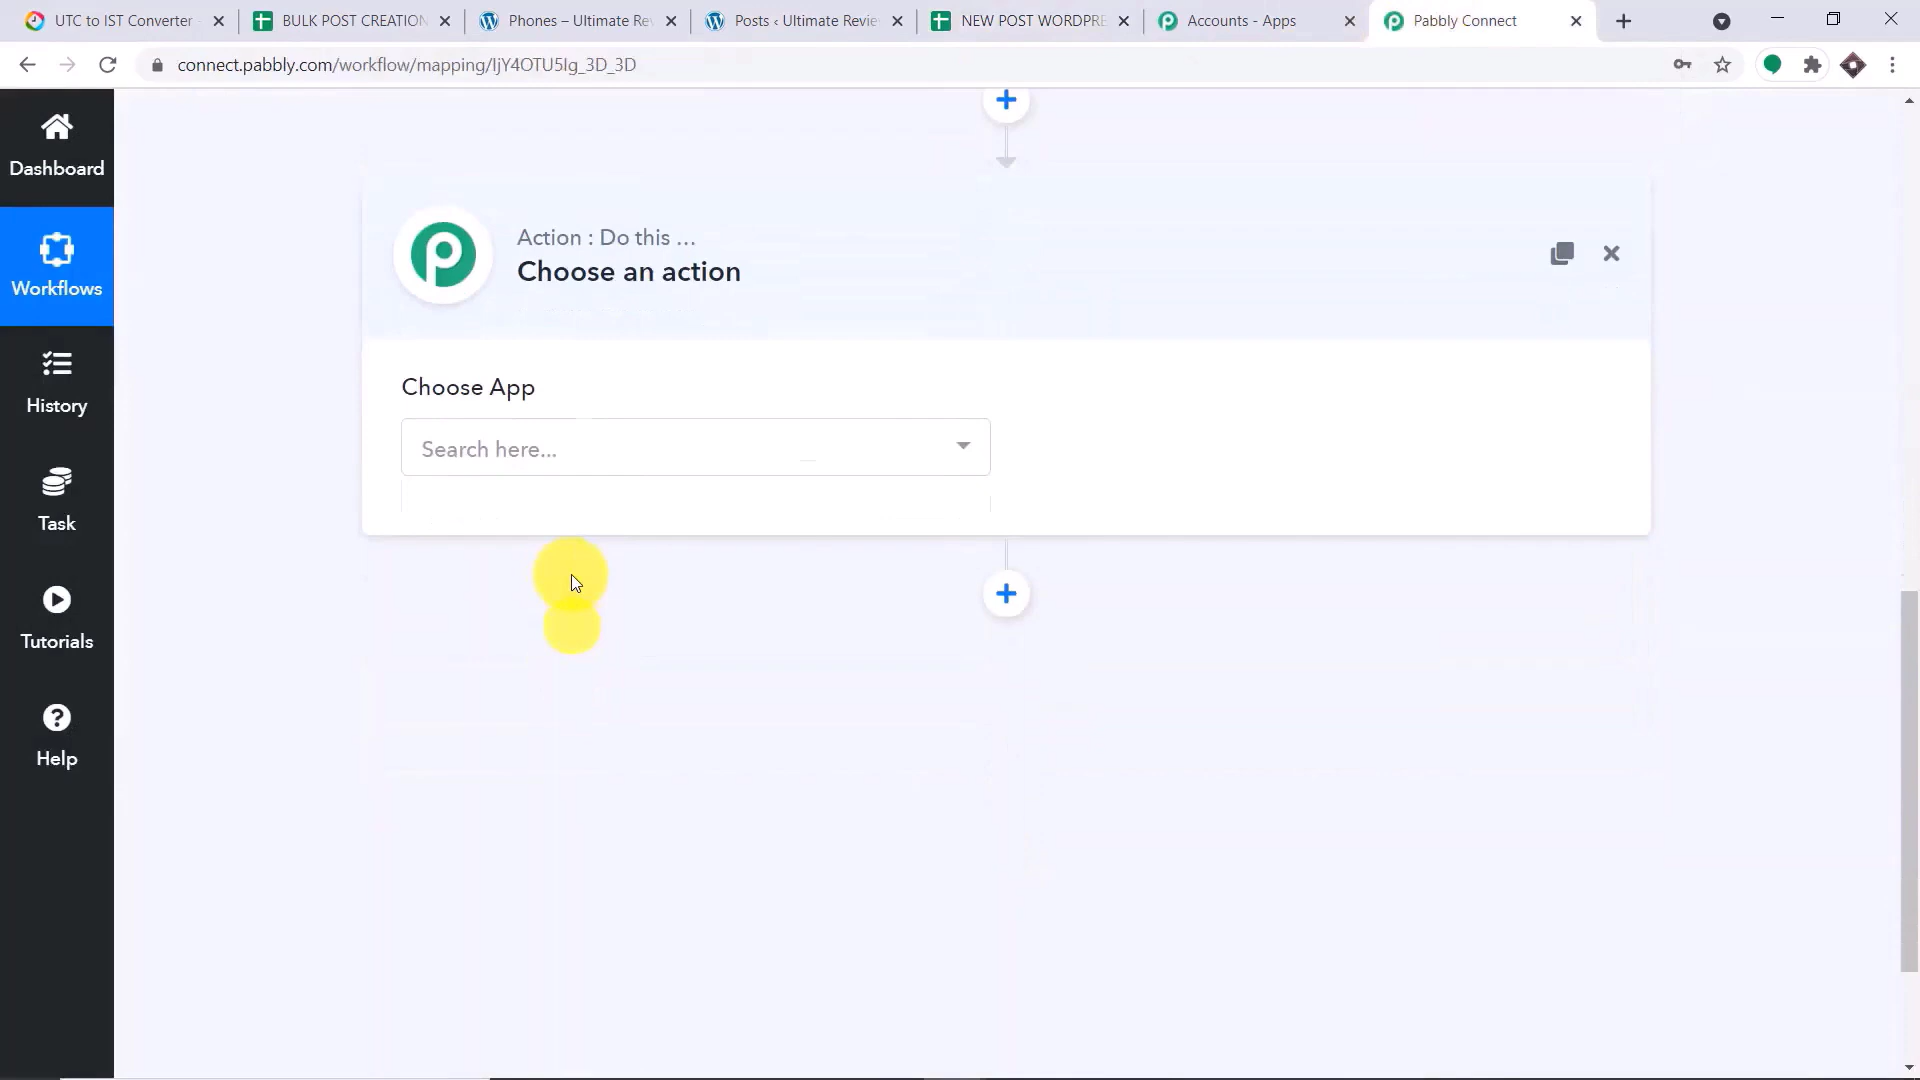 UTC to IST Converter
BULK POST CREATION
Phones – Ultimate Rev
Posts ‹ Ultimate Review
NEW POST WORDPRE
Accounts - Apps
Pabbly Connect
connect.pabbly.com/workflow/mapping/IjY4OTU5Ig_3D_3D
Dashboard
Workflows
History
Task
Tutorials
Help
Action : Do this ...
Choose an action
Choose App
Search here...